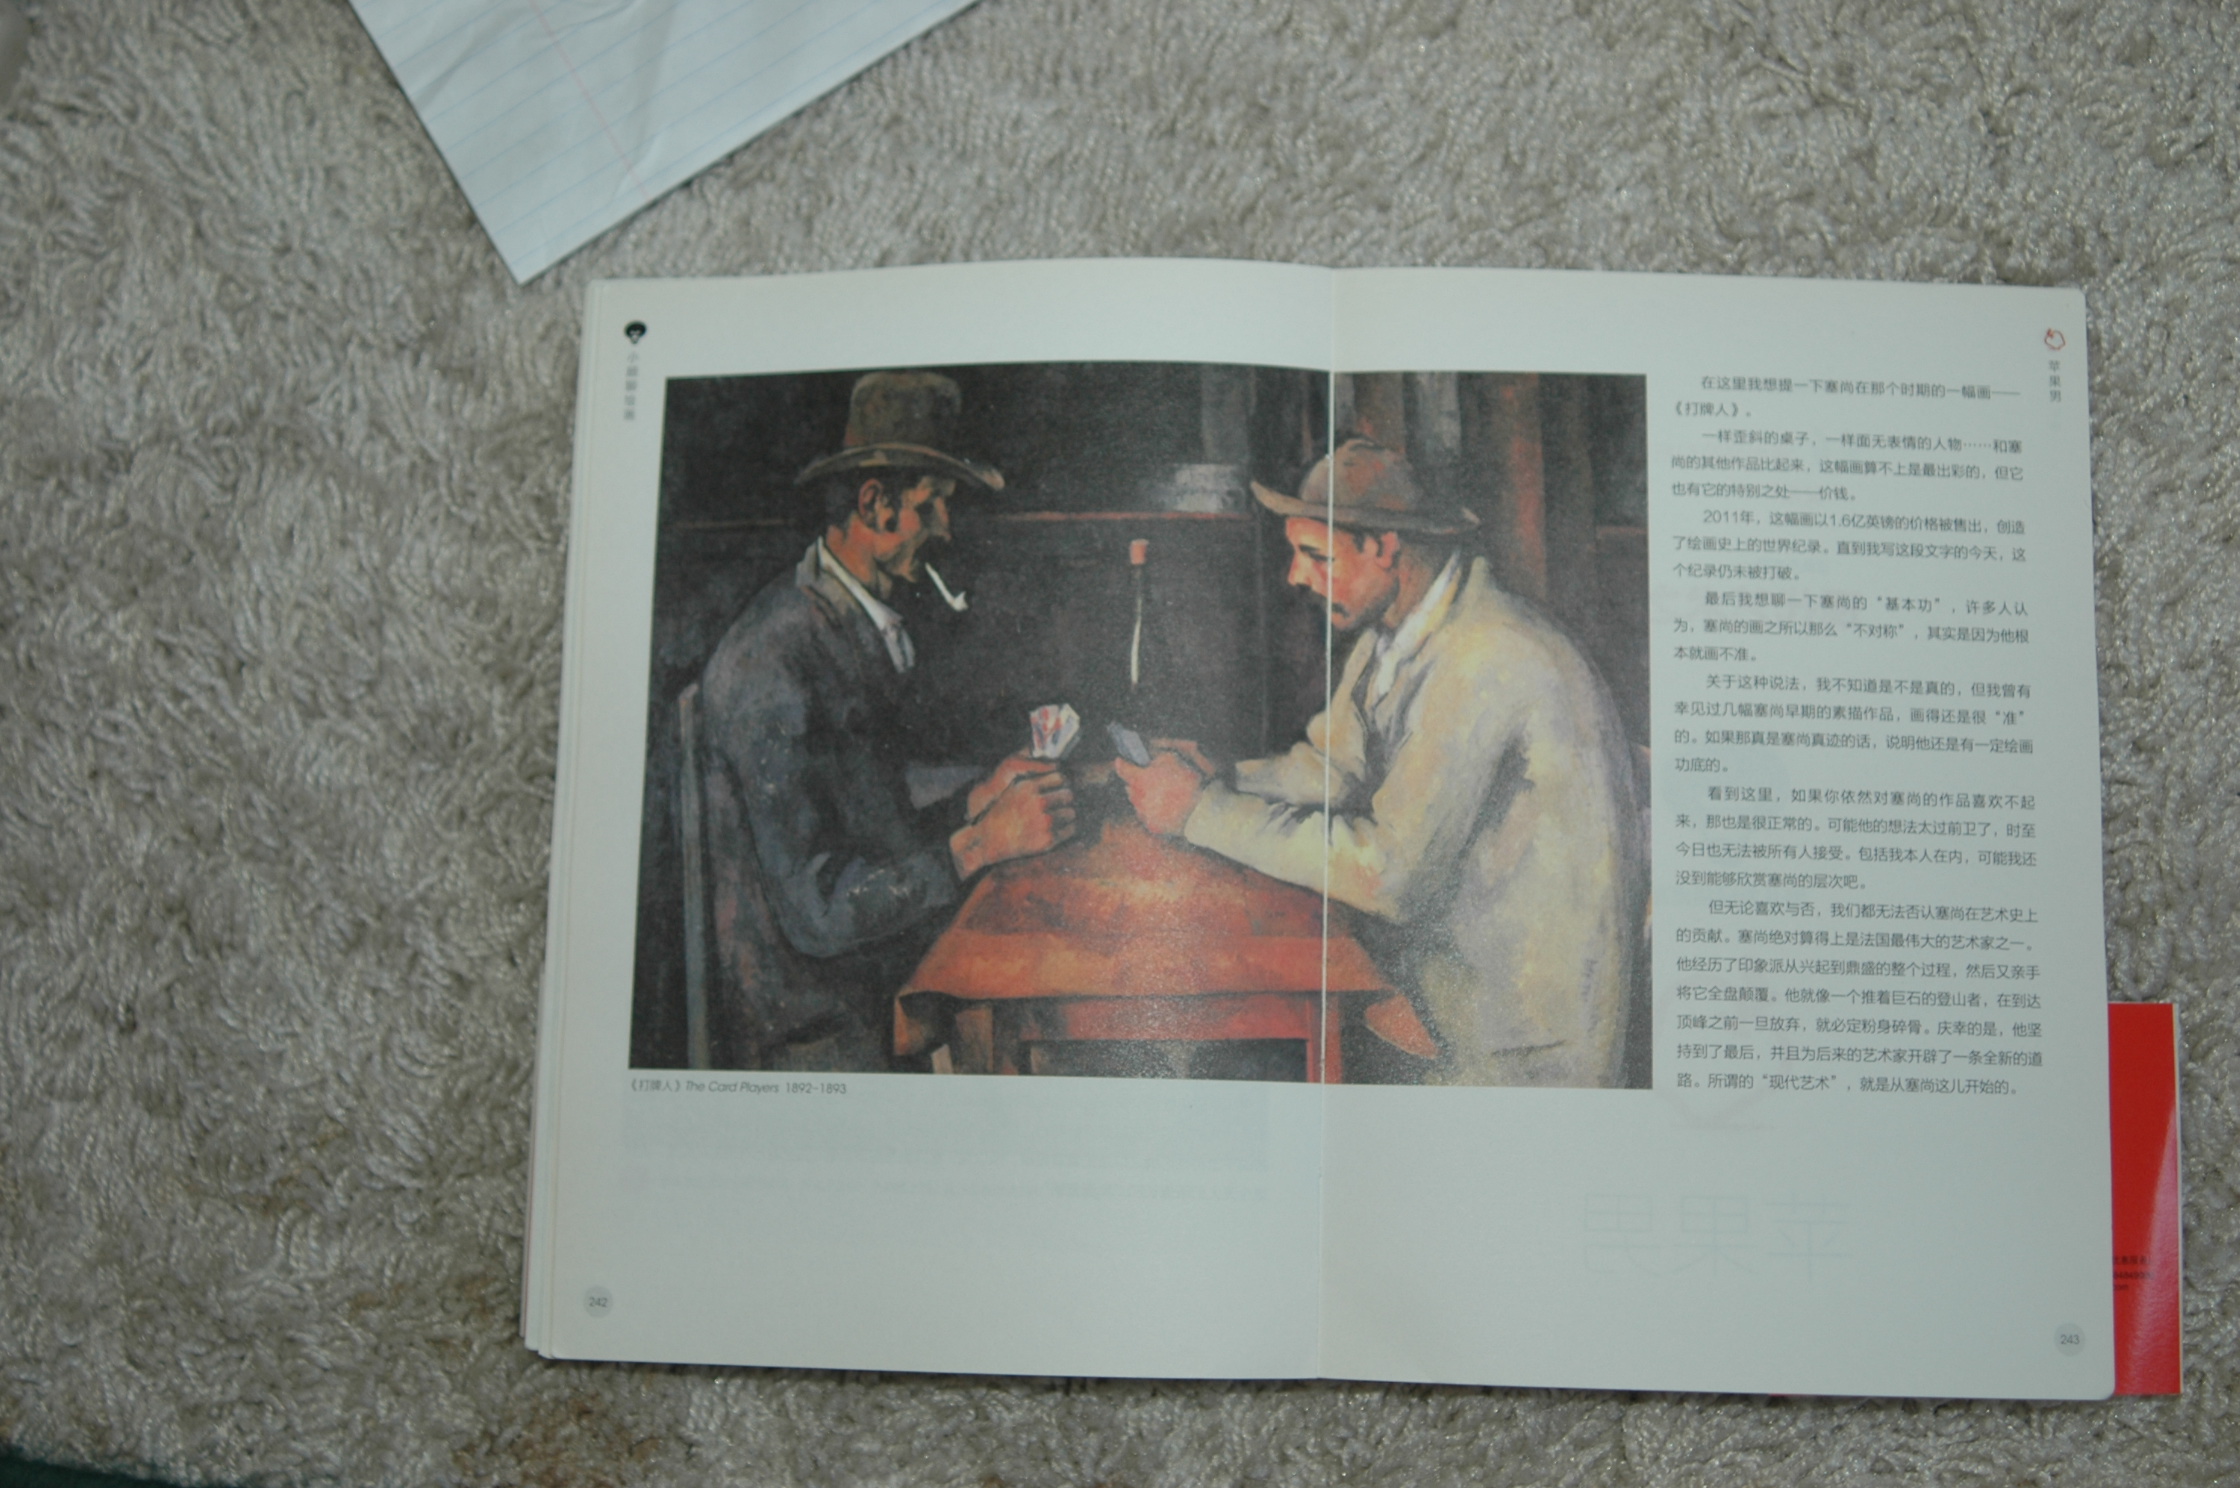 小顾聊绘画
《打牌人》The Card Players 1892-1893
242
苹果男
在这里我想提一下塞尚在那个时期的一幅画——
《打牌人》。
一样歪斜的桌子，一样面无表情的人物……和塞
尚的其他作品比起来，这幅画算不上是最出彩的，但它
也有它的特别之处——价钱。
2011年，这幅画以1.6亿英镑的价格被售出，创造
了绘画史上的世界纪录。直到我写这段文字的今天，这
个纪录仍未被打破。
最后我想聊一下塞尚的“基本功”，许多人认
为，塞尚的画之所以那么“不对称”，其实是因为他根
本就画不准。
关于这种说法，我不知道是不是真的，但我曾有
幸见过几幅塞尚早期的素描作品，画得还是很“准”
的。如果那真是塞尚真迹的话，说明他还是有一定绘画
功底的。
看到这里，如果你依然对塞尚的作品喜欢不起
来，那也是很正常的。可能他的想法太过前卫了，时至
今日也无法被所有人接受。包括我本人在内，可能我还
没到能够欣赏塞尚的层次吧。
但无论喜欢与否，我们都无法否认塞尚在艺术史上
的贡献。塞尚绝对算得上是法国最伟大的艺术家之一。
他经历了印象派从兴起到鼎盛的整个过程，然后又亲手
将它全盘颠覆。他就像一个推着巨石的登山者，在到达
顶峰之前一旦放弃，就必定粉身碎骨。庆幸的是，他坚
持到了最后，并且为后来的艺术家开辟了一条全新的道
路。所谓的“现代艺术”，就是从塞尚这儿开始的。
243